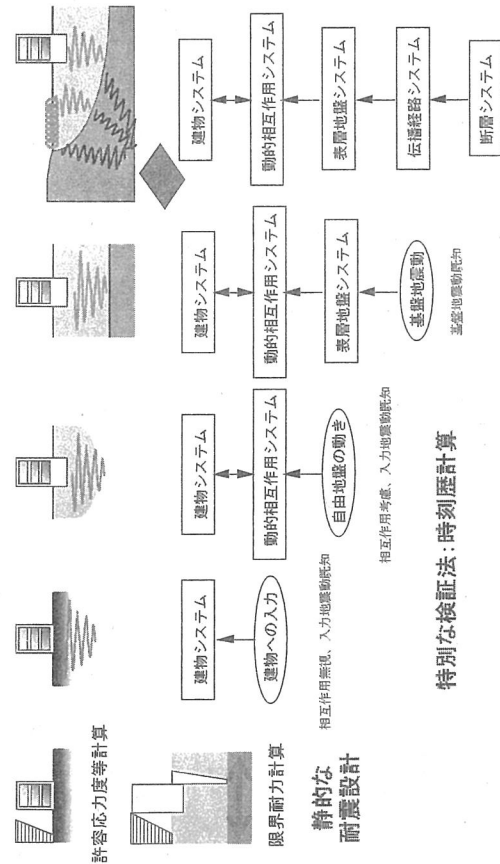 許容応力度等計算
限界耐力計算
静的な
耐震設計
建物システム
建物への入力
相互作用無視、入力地震動既知
建物システム
動的相互作用システム
自由地盤の動き
相互作用考慮、入力地震動既知
建物システム
動的相互作用システム
表層地盤システム
基盤地震動
基盤地震動既知
建物システム
動的相互作用システム
表層地盤システム
伝播経路システム
断層システム
特別な検証法：時刻歴計算